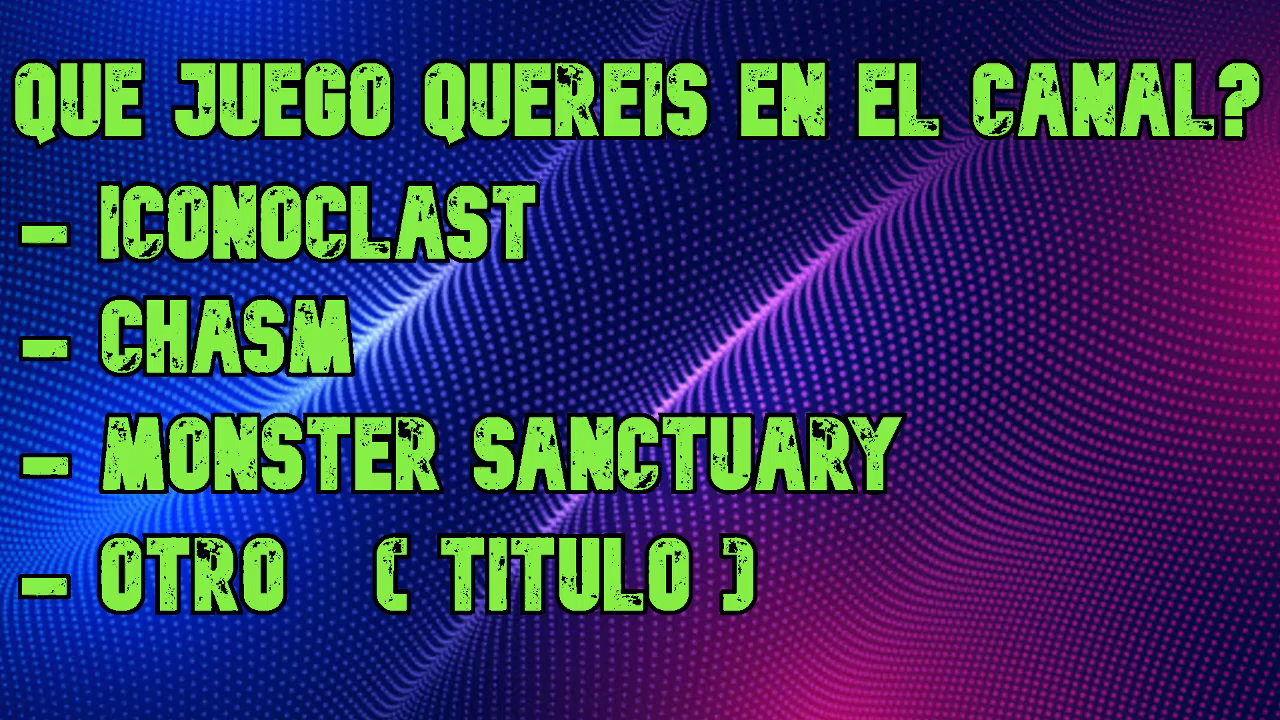 QUE JUEGO QUEREIS EN EL CANAL?
- ICONOCLAST
- CHASM
- MONSTER SANCTUARY
- OTRO ( TITULO )